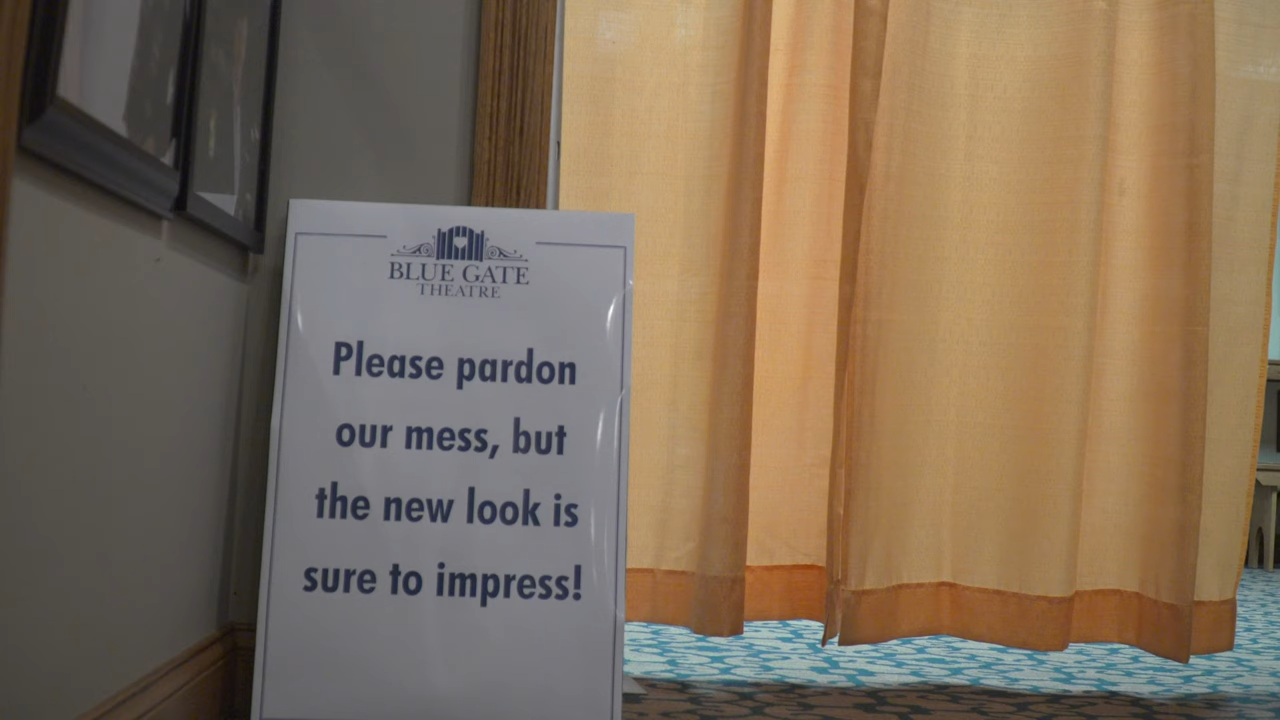 BLUE GATE
THEATRE
Please pardon
our mess, but
the new look is
sure to impress!